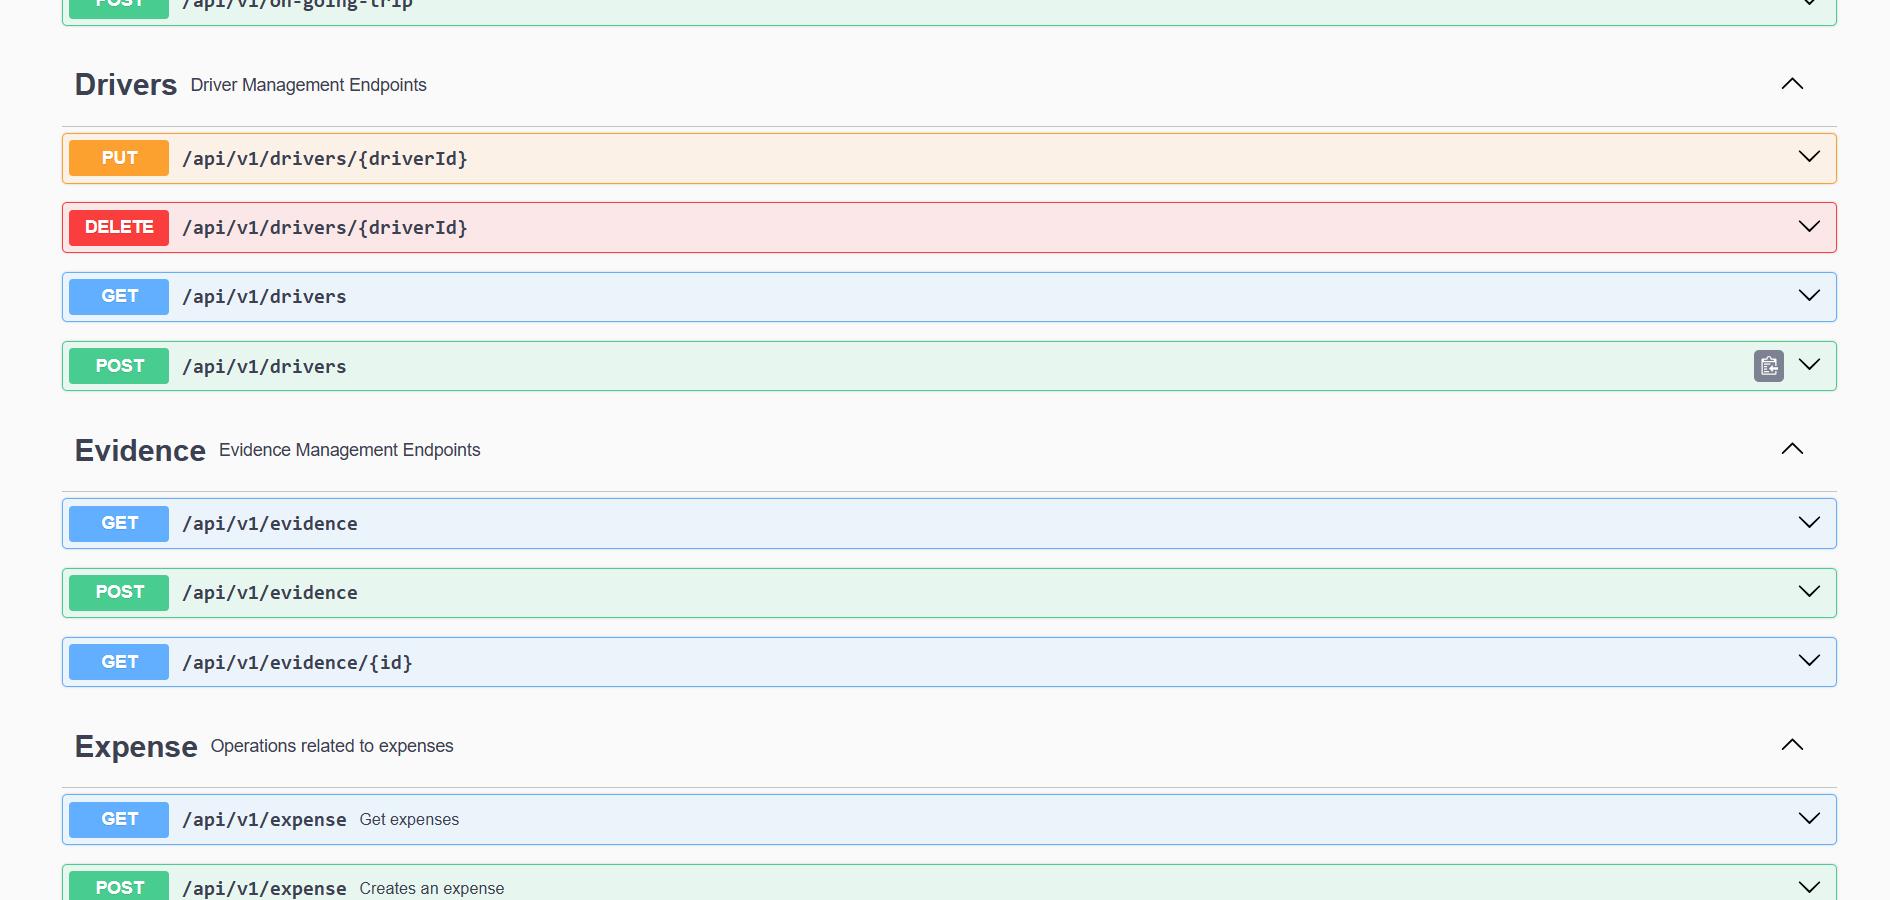 POST /api/v1/on-going-trip
Drivers Driver Management Endpoints
PUT /api/v1/drivers/{driverId}
DELETE /api/v1/drivers/{driverId}
GET /api/v1/drivers
POST /api/v1/drivers
Evidence Evidence Management Endpoints
GET /api/v1/evidence
POST /api/v1/evidence
GET /api/v1/evidence/{id}
Expense Operations related to expenses
GET /api/v1/expense Get expenses
POST /api/v1/expense Creates an expense